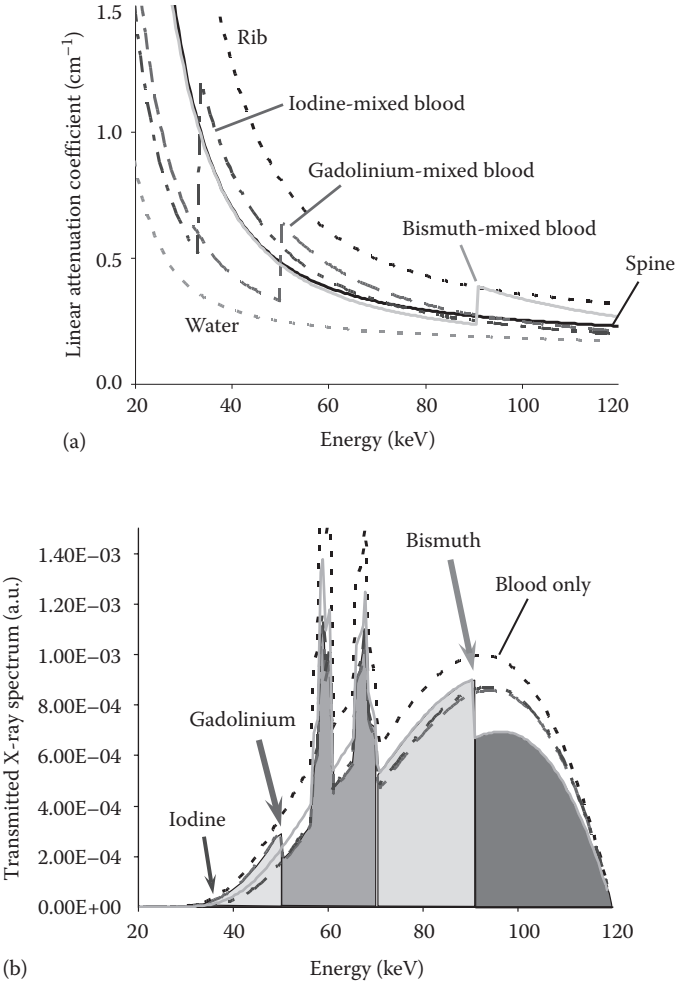 1.5
Rib
Iodine-mixed blood
1.0
Gadolinium-mixed blood
Bismuth-mixed blood
0.5
Spine
Water
0.0
20 40 60 80 100 120
Linear attenuation coefficient (cm−1)
Energy (keV)
(a)
Bismuth
1.40E−03
Blood only
1.20E−03
1.00E−03
8.00E−04
Gadolinium
6.00E−04
4.00E−04
Iodine
2.00E−04
0.00E+00
20 40 60 80 100 120
Transmitted X-ray spectrum (a.u.)
Energy (keV)
(b)